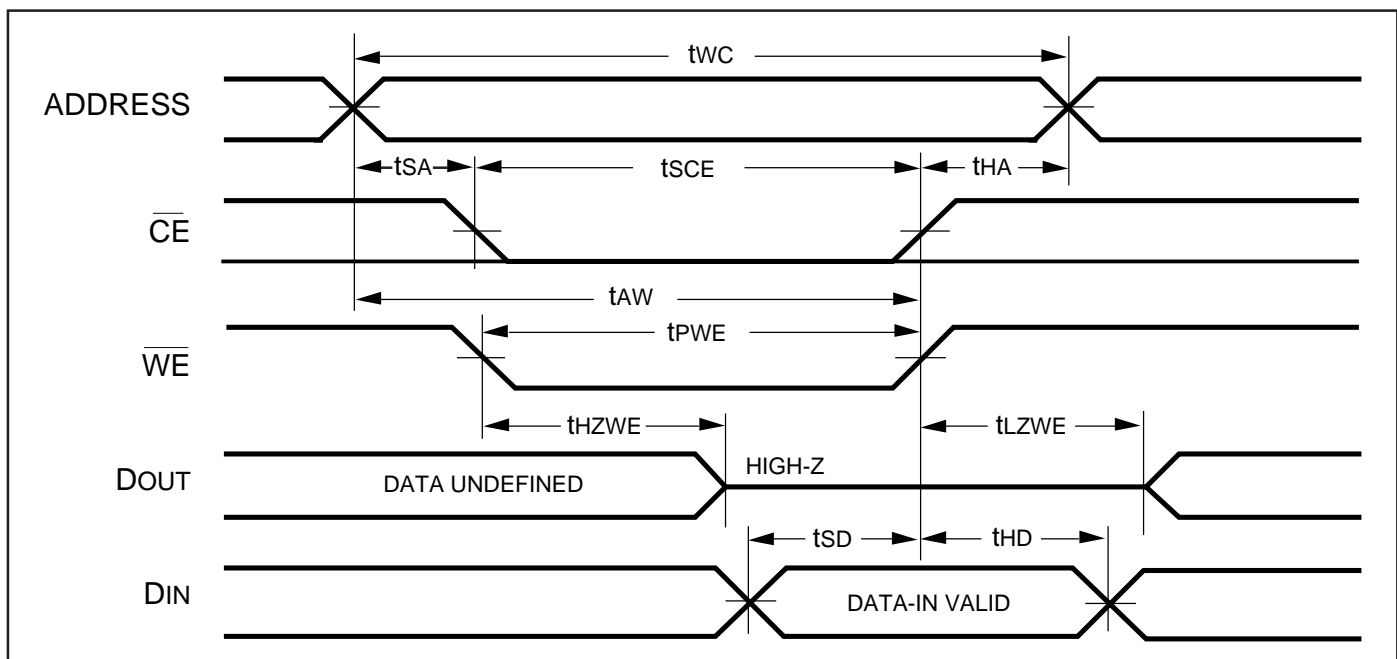 tWC
ADDRESS
tSA
tSCE
tHA
CE
tAW
tPWE
WE
tHZWE
tLZWE
DOUT
DATA UNDEFINED
HIGH-Z
tSD
tHD
DIN
DATA-IN VALID